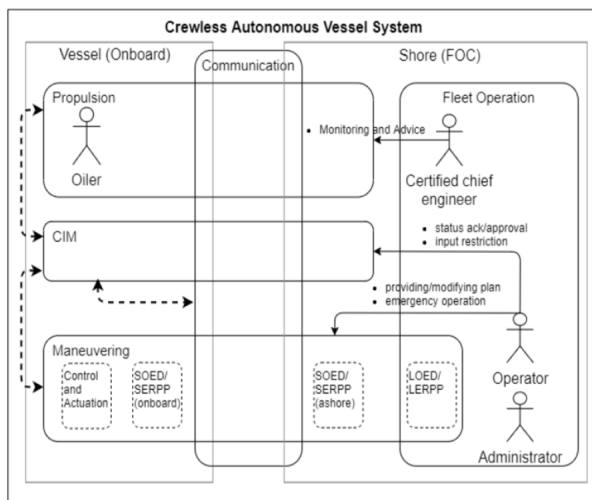 Crewless Autonomous Vessel System
Vessel (Onboard)
Communication
Shore (FOC)
Propulsion
Oiler
• Monitoring and Advice
Fleet Operation
Certified chief
engineer
• status ack/approval
• input restriction
CIM
• providing/modifying plan
• emergency operation
Maneuvering
Control
and
Actuation
SOED/
SERPP
(onboard)
SOED/
SERPP
(ashore)
LOED/
LERPP
Operator
Administrator